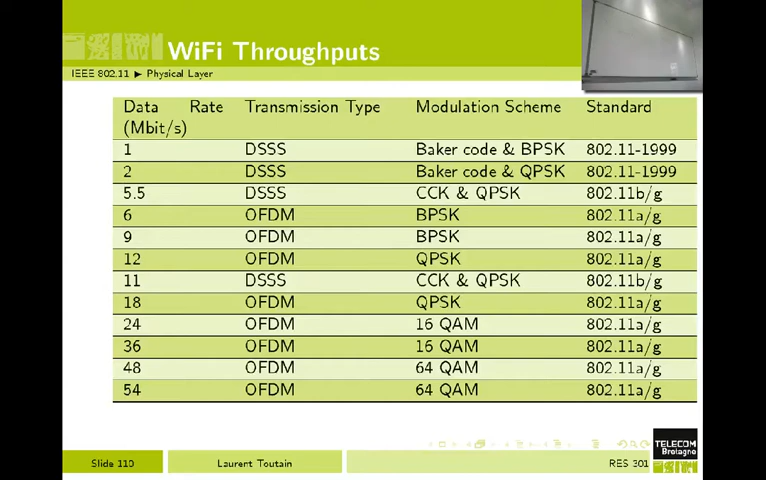 WiFi Throughputs
IEEE 802.11 ▶ Physical Layer
Data Rate (Mbit/s) Transmission Type Modulation Scheme Standard
1 DSSS Baker code & BPSK 802.11-1999
2 DSSS Baker code & QPSK 802.11-1999
5.5 DSSS CCK & QPSK 802.11b/g
6 OFDM BPSK 802.11a/g
9 OFDM BPSK 802.11a/g
12 OFDM QPSK 802.11a/g
11 DSSS CCK & QPSK 802.11b/g
18 OFDM QPSK 802.11a/g
24 OFDM 16 QAM 802.11a/g
36 OFDM 16 QAM 802.11a/g
48 OFDM 64 QAM 802.11a/g
54 OFDM 64 QAM 802.11a/g
TELECOM
Bretagne
Slide 110 Laurent Toutain RES 301